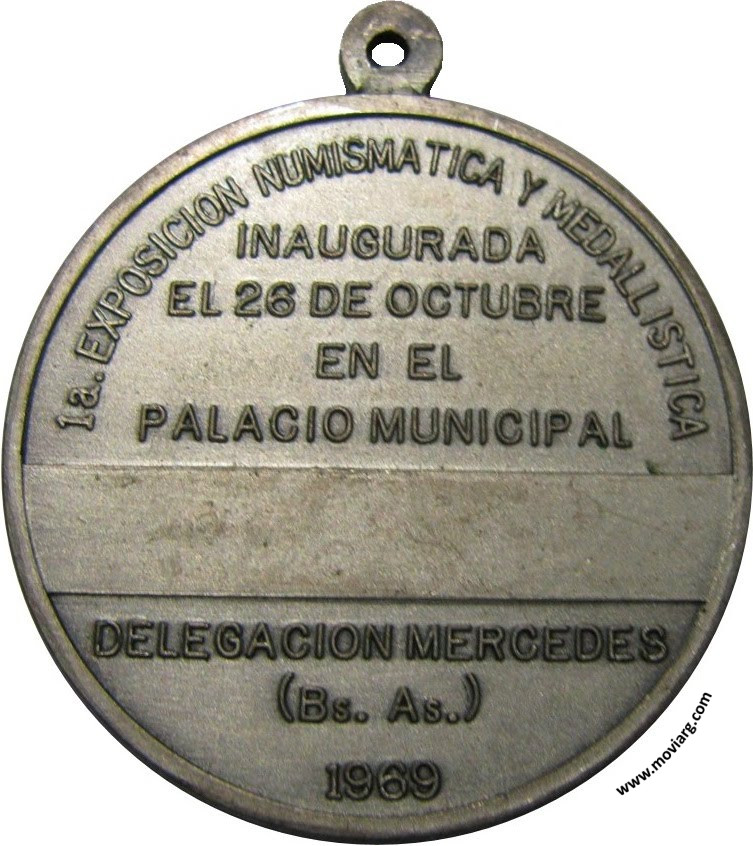 1a. EXPOSICION NUMISMATICA Y MEDALLISTICA
INAUGURADA
EL 26 DE OCTUBRE
EN EL
PALACIO MUNICIPAL
DELEGACION MERCEDES
(Bs. As.)
1969
www.moviarg.com